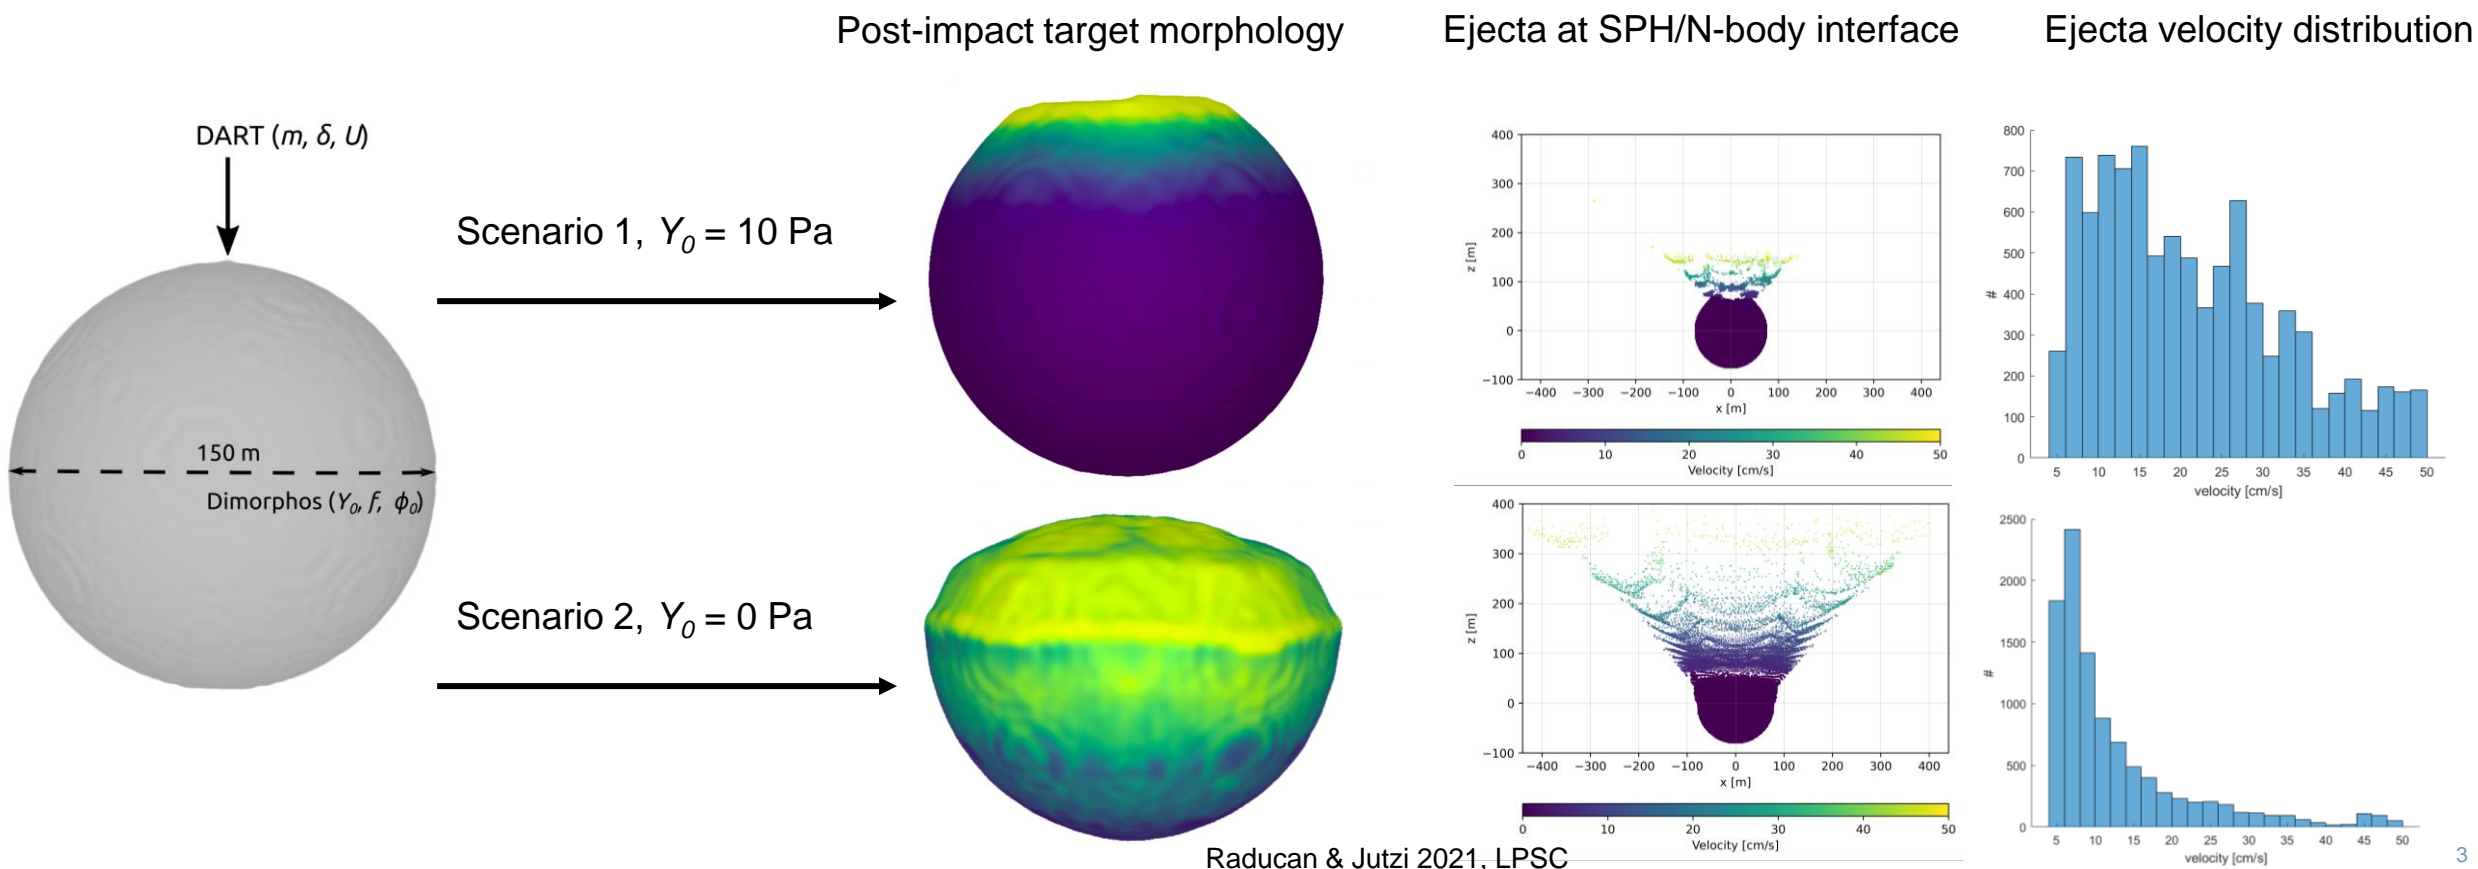 Post-impact target morphology
Ejecta at SPH/N-body interface
Ejecta velocity distribution
DART (m, δ, U)
150 m
Dimorphos (Y₀, f, ϕ₀)
Scenario 1, Y₀ = 10 Pa
Scenario 2, Y₀ = 0 Pa
400
300
200
100
0
−100
z [m]
−400 −300 −200 −100 0 100 200 300 400
x [m]
0 10 20 30 40 50
Velocity [cm/s]
800
700
600
500
400
300
200
100
0
#
5 10 15 20 25 30 35 40 45 50
velocity [cm/s]
400
300
200
100
0
−100
z [m]
−400 −300 −200 −100 0 100 200 300 400
x [m]
0 10 20 30 40 50
Velocity [cm/s]
2500
2000
1500
1000
500
0
#
5 10 15 20 25 30 35 40 45 50
velocity [cm/s]
Raducan & Jutzi 2021, LPSC
3